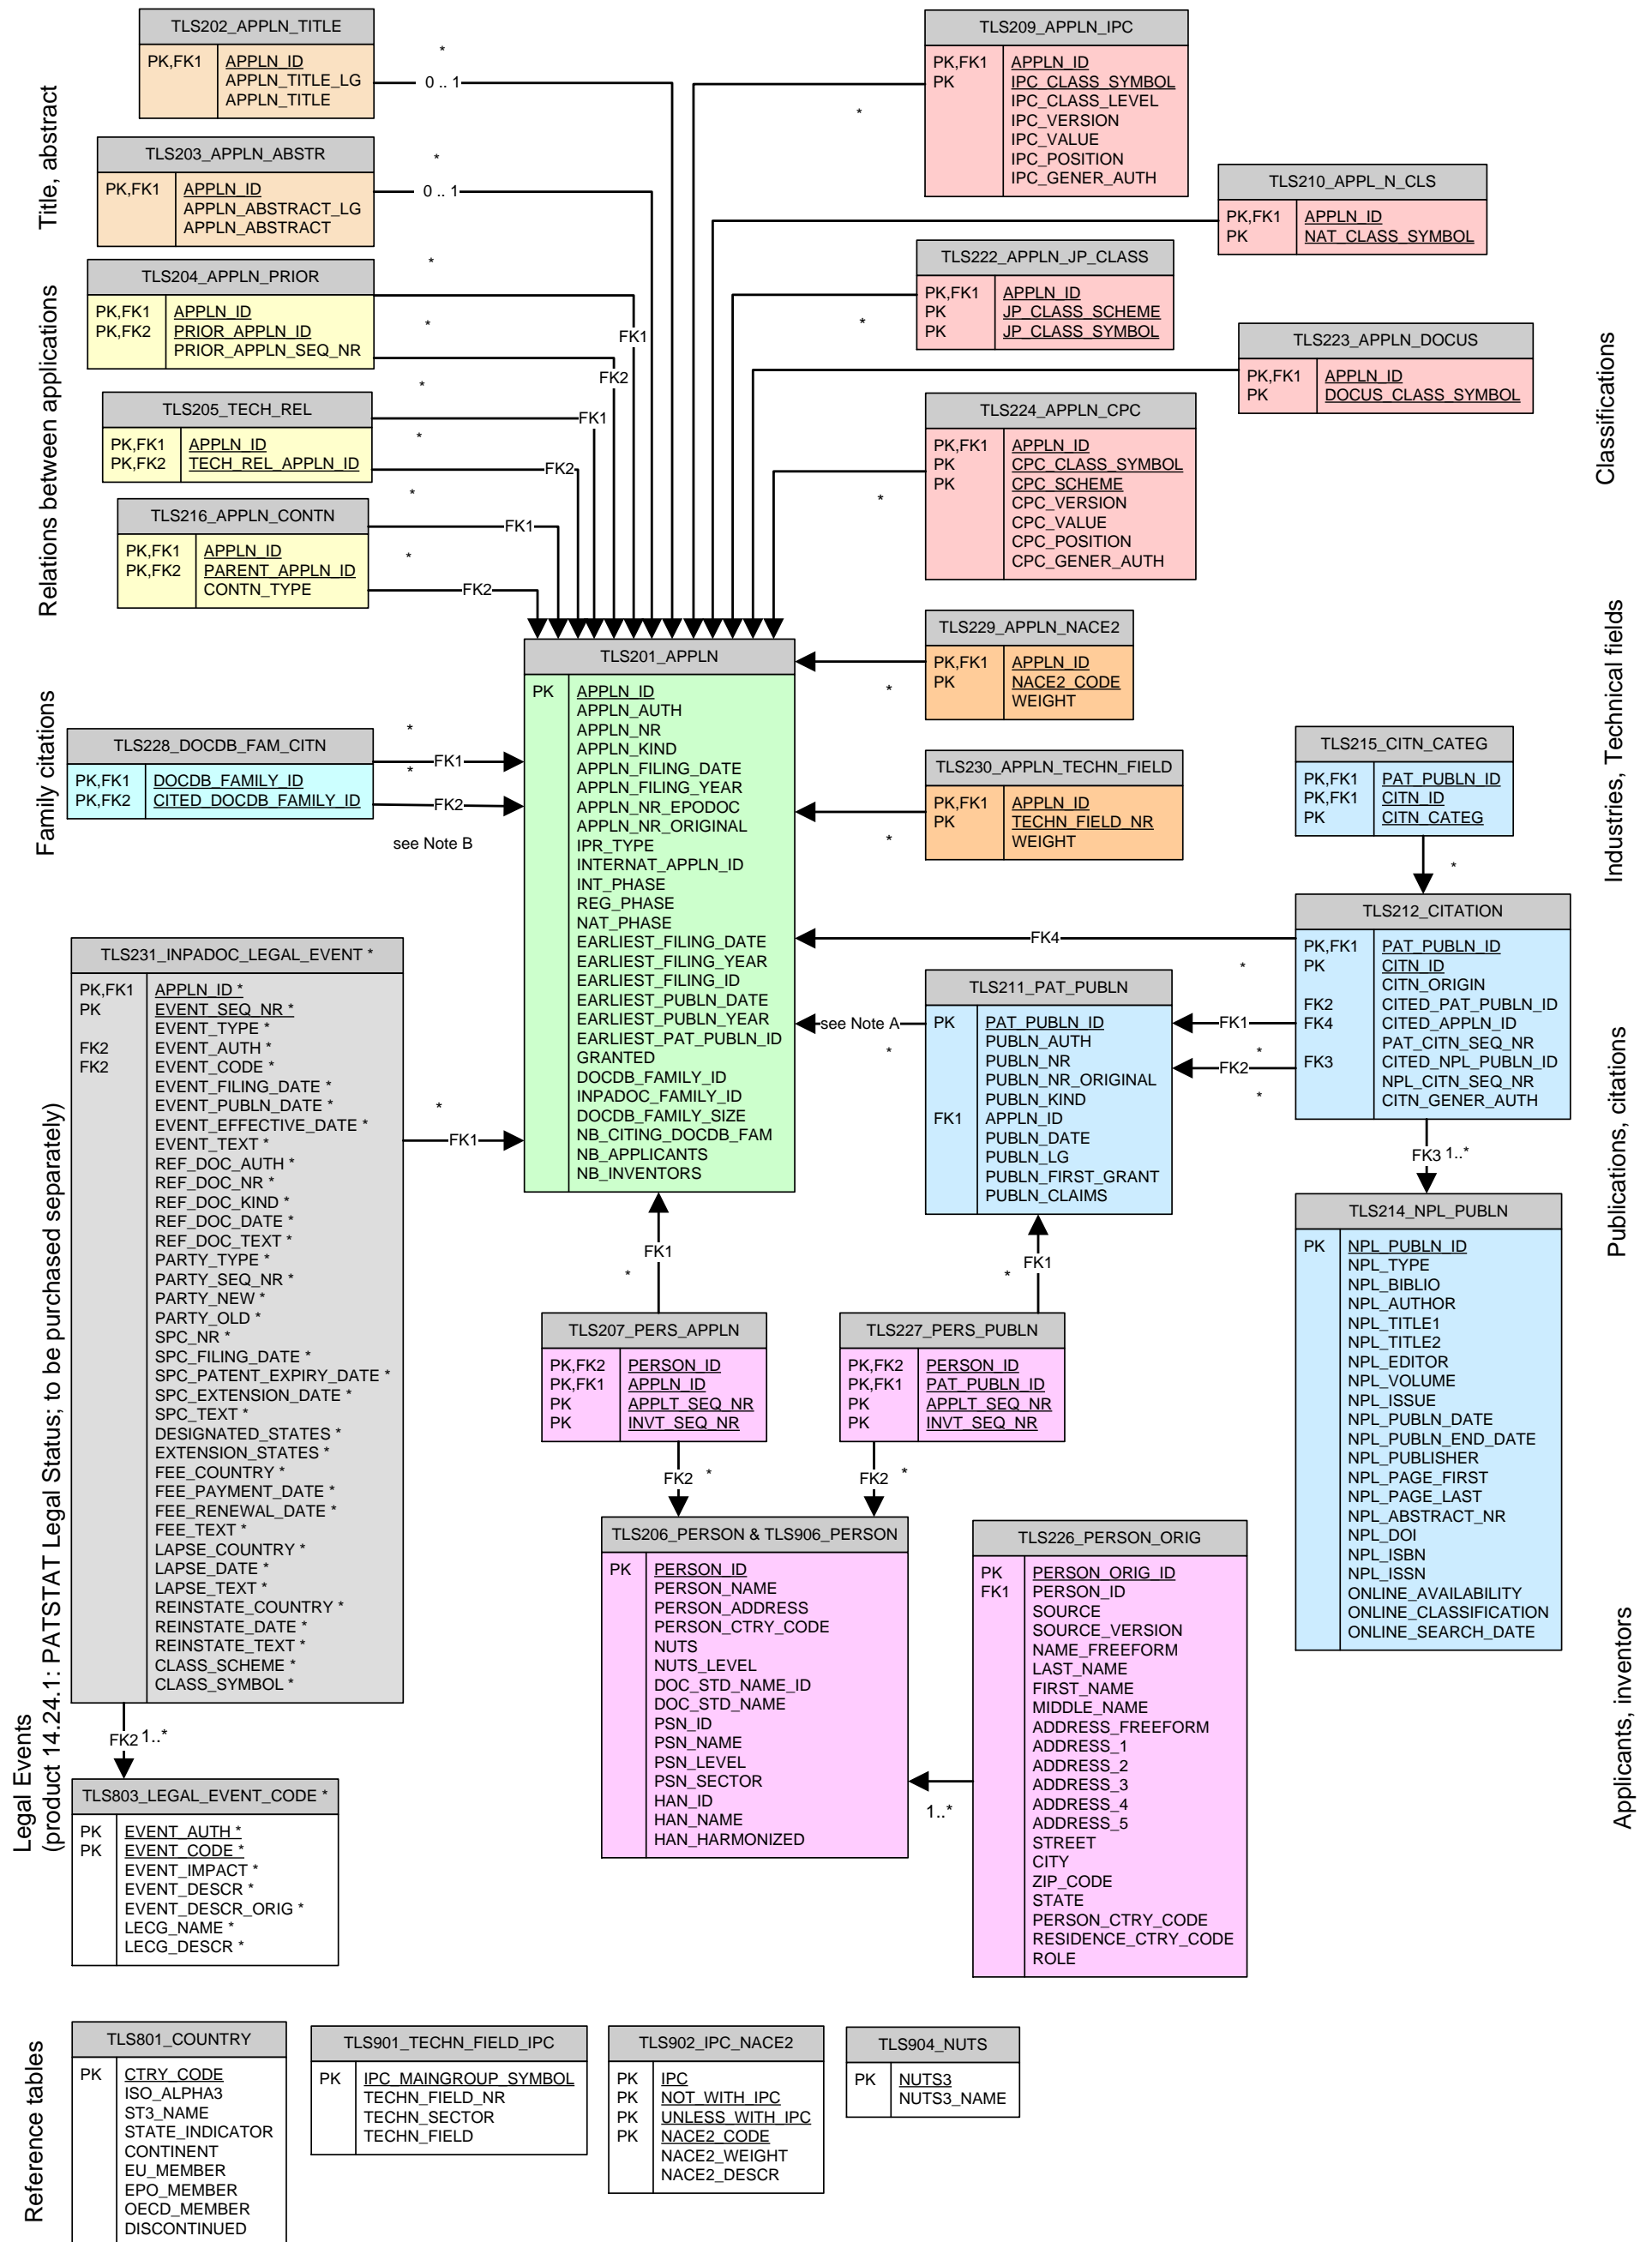 Title, abstract
TLS202_APPLN_TITLE
PK,FK1 APPLN_ID
APPLN_TITLE_LG
APPLN_TITLE
*
0 .. 1
TLS203_APPLN_ABSTR
PK,FK1 APPLN_ID
APPLN_ABSTRACT_LG
APPLN_ABSTRACT
*
0 .. 1
Relations between applications
TLS204_APPLN_PRIOR
PK,FK1 APPLN_ID
PK,FK2 PRIOR_APPLN_ID
PRIOR_APPLN_SEQ_NR
*
FK1
*
FK2
TLS205_TECH_REL
PK,FK1 APPLN_ID
PK,FK2 TECH_REL_APPLN_ID
*
FK1
*
FK2
TLS216_APPLN_CONTN
PK,FK1 APPLN_ID
PK,FK2 PARENT_APPLN_ID
CONTN_TYPE
*
FK1
*
FK2
Classifications
TLS209_APPLN_IPC
PK,FK1 APPLN_ID
PK IPC_CLASS_SYMBOL
IPC_CLASS_LEVEL
IPC_VERSION
IPC_VALUE
IPC_POSITION
IPC_GENER_AUTH
*
TLS210_APPL_N_CLS
PK,FK1 APPLN_ID
PK NAT_CLASS_SYMBOL
TLS222_APPLN_JP_CLASS
PK,FK1 APPLN_ID
PK JP_CLASS_SCHEME
PK JP_CLASS_SYMBOL
*
TLS223_APPLN_DOCUS
PK,FK1 APPLN_ID
PK DOCUS_CLASS_SYMBOL
TLS224_APPLN_CPC
PK,FK1 APPLN_ID
PK CPC_CLASS_SYMBOL
PK CPC_SCHEME
CPC_VERSION
CPC_VALUE
CPC_POSITION
CPC_GENER_AUTH
*
TLS201_APPLN
PK APPLN_ID
APPLN_AUTH
APPLN_NR
APPLN_KIND
APPLN_FILING_DATE
APPLN_FILING_YEAR
APPLN_NR_EPODOC
APPLN_NR_ORIGINAL
IPR_TYPE
INTERNAT_APPLN_ID
INT_PHASE
REG_PHASE
NAT_PHASE
EARLIEST_FILING_DATE
EARLIEST_FILING_YEAR
EARLIEST_FILING_ID
EARLIEST_PUBLN_DATE
EARLIEST_PUBLN_YEAR
EARLIEST_PAT_PUBLN_ID
GRANTED
DOCDB_FAMILY_ID
INPADOC_FAMILY_ID
DOCDB_FAMILY_SIZE
NB_CITING_DOCDB_FAM
NB_APPLICANTS
NB_INVENTORS
Industries, Technical fields
TLS229_APPLN_NACE2
PK,FK1 APPLN_ID
PK NACE2_CODE
WEIGHT
*
TLS230_APPLN_TECHN_FIELD
PK,FK1 APPLN_ID
PK TECHN_FIELD_NR
WEIGHT
*
Family citations
TLS228_DOCDB_FAM_CITN
PK,FK1 DOCDB_FAMILY_ID
PK,FK2 CITED_DOCDB_FAMILY_ID
*
FK1
*
FK2
see Note B
Publications, citations
TLS215_CITN_CATEG
PK,FK1 PAT_PUBLN_ID
PK,FK1 CITN_ID
PK CITN_CATEG
*
TLS212_CITATION
PK,FK1 PAT_PUBLN_ID
PK CITN_ID
CITN_ORIGIN
FK2 CITED_PAT_PUBLN_ID
FK4 CITED_APPLN_ID
PAT_CITN_SEQ_NR
FK3 CITED_NPL_PUBLN_ID
NPL_CITN_SEQ_NR
CITN_GENER_AUTH
FK4
*
FK1
*
FK2
*
FK3 1..*
TLS211_PAT_PUBLN
PK PAT_PUBLN_ID
PUBLN_AUTH
PUBLN_NR
PUBLN_NR_ORIGINAL
PUBLN_KIND
FK1 APPLN_ID
PUBLN_DATE
PUBLN_LG
PUBLN_FIRST_GRANT
PUBLN_CLAIMS
see Note A
*
TLS214_NPL_PUBLN
PK NPL_PUBLN_ID
NPL_TYPE
NPL_BIBLIO
NPL_AUTHOR
NPL_TITLE1
NPL_TITLE2
NPL_EDITOR
NPL_VOLUME
NPL_ISSUE
NPL_PUBLN_DATE
NPL_PUBLN_END_DATE
NPL_PUBLISHER
NPL_PAGE_FIRST
NPL_PAGE_LAST
NPL_ABSTRACT_NR
NPL_DOI
NPL_ISBN
NPL_ISSN
ONLINE_AVAILABILITY
ONLINE_CLASSIFICATION
ONLINE_SEARCH_DATE
Legal Events
(product 14.24.1: PATSTAT Legal Status; to be purchased separately)
TLS231_INPADOC_LEGAL_EVENT *
PK,FK1 APPLN_ID *
PK EVENT_SEQ_NR *
EVENT_TYPE *
FK2 EVENT_AUTH *
FK2 EVENT_CODE *
EVENT_FILING_DATE *
EVENT_PUBLN_DATE *
EVENT_EFFECTIVE_DATE *
EVENT_TEXT *
REF_DOC_AUTH *
REF_DOC_NR *
REF_DOC_KIND *
REF_DOC_DATE *
REF_DOC_TEXT *
PARTY_TYPE *
PARTY_SEQ_NR *
PARTY_NEW *
PARTY_OLD *
SPC_NR *
SPC_FILING_DATE *
SPC_PATENT_EXPIRY_DATE *
SPC_EXTENSION_DATE *
SPC_TEXT *
DESIGNATED_STATES *
EXTENSION_STATES *
FEE_COUNTRY *
FEE_PAYMENT_DATE *
FEE_RENEWAL_DATE *
FEE_TEXT *
LAPSE_COUNTRY *
LAPSE_DATE *
LAPSE_TEXT *
REINSTATE_COUNTRY *
REINSTATE_DATE *
REINSTATE_TEXT *
CLASS_SCHEME *
CLASS_SYMBOL *
*
FK1
FK2 1..*
TLS803_LEGAL_EVENT_CODE *
PK EVENT_AUTH *
PK EVENT_CODE *
EVENT_IMPACT *
EVENT_DESCR *
EVENT_DESCR_ORIG *
LECG_NAME *
LECG_DESCR *
Applicants, inventors
FK1
*
TLS207_PERS_APPLN
PK,FK2 PERSON_ID
PK,FK1 APPLN_ID
PK APPLT_SEQ_NR
PK INVT_SEQ_NR
FK2 *
FK1
*
TLS227_PERS_PUBLN
PK,FK2 PERSON_ID
PK,FK1 PAT_PUBLN_ID
PK APPLT_SEQ_NR
PK INVT_SEQ_NR
FK2 *
TLS206_PERSON & TLS906_PERSON
PK PERSON_ID
PERSON_NAME
PERSON_ADDRESS
PERSON_CTRY_CODE
NUTS
NUTS_LEVEL
DOC_STD_NAME_ID
DOC_STD_NAME
PSN_ID
PSN_NAME
PSN_LEVEL
PSN_SECTOR
HAN_ID
HAN_NAME
HAN_HARMONIZED
1..*
TLS226_PERSON_ORIG
PK PERSON_ORIG_ID
FK1 PERSON_ID
SOURCE
SOURCE_VERSION
NAME_FREEFORM
LAST_NAME
FIRST_NAME
MIDDLE_NAME
ADDRESS_FREEFORM
ADDRESS_1
ADDRESS_2
ADDRESS_3
ADDRESS_4
ADDRESS_5
STREET
CITY
ZIP_CODE
STATE
PERSON_CTRY_CODE
RESIDENCE_CTRY_CODE
ROLE
Reference tables
TLS801_COUNTRY
PK CTRY_CODE
ISO_ALPHA3
ST3_NAME
STATE_INDICATOR
CONTINENT
EU_MEMBER
EPO_MEMBER
OECD_MEMBER
DISCONTINUED
TLS901_TECHN_FIELD_IPC
PK IPC_MAINGROUP_SYMBOL
TECHN_FIELD_NR
TECHN_SECTOR
TECHN_FIELD
TLS902_IPC_NACE2
PK IPC
PK NOT_WITH_IPC
PK UNLESS_WITH_IPC
PK NACE2_CODE
NACE2_WEIGHT
NACE2_DESCR
TLS904_NUTS
PK NUTS3
NUTS3_NAME